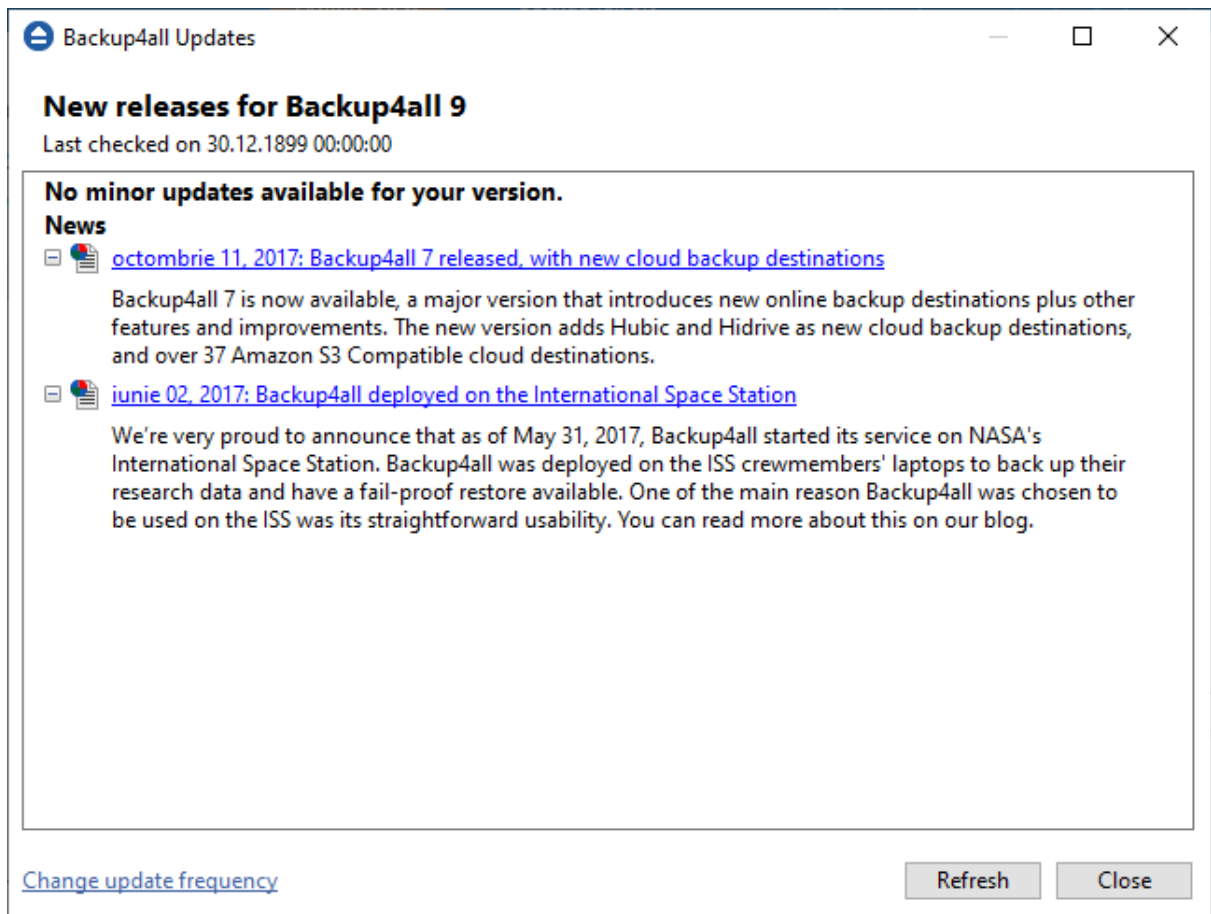 Backup4all Updates
New releases for Backup4all 9
Last checked on 30.12.1899 00:00:00
No minor updates available for your version.
News
octombrie 11, 2017: Backup4all 7 released, with new cloud backup destinations
Backup4all 7 is now available, a major version that introduces new online backup destinations plus other
features and improvements. The new version adds Hubic and Hidrive as new cloud backup destinations,
and over 37 Amazon S3 Compatible cloud destinations.
iunie 02, 2017: Backup4all deployed on the International Space Station
We're very proud to announce that as of May 31, 2017, Backup4all started its service on NASA's
International Space Station. Backup4all was deployed on the ISS crewmembers' laptops to back up their
research data and have a fail-proof restore available. One of the main reason Backup4all was chosen to
be used on the ISS was its straightforward usability. You can read more about this on our blog.
Change update frequency
Refresh
Close